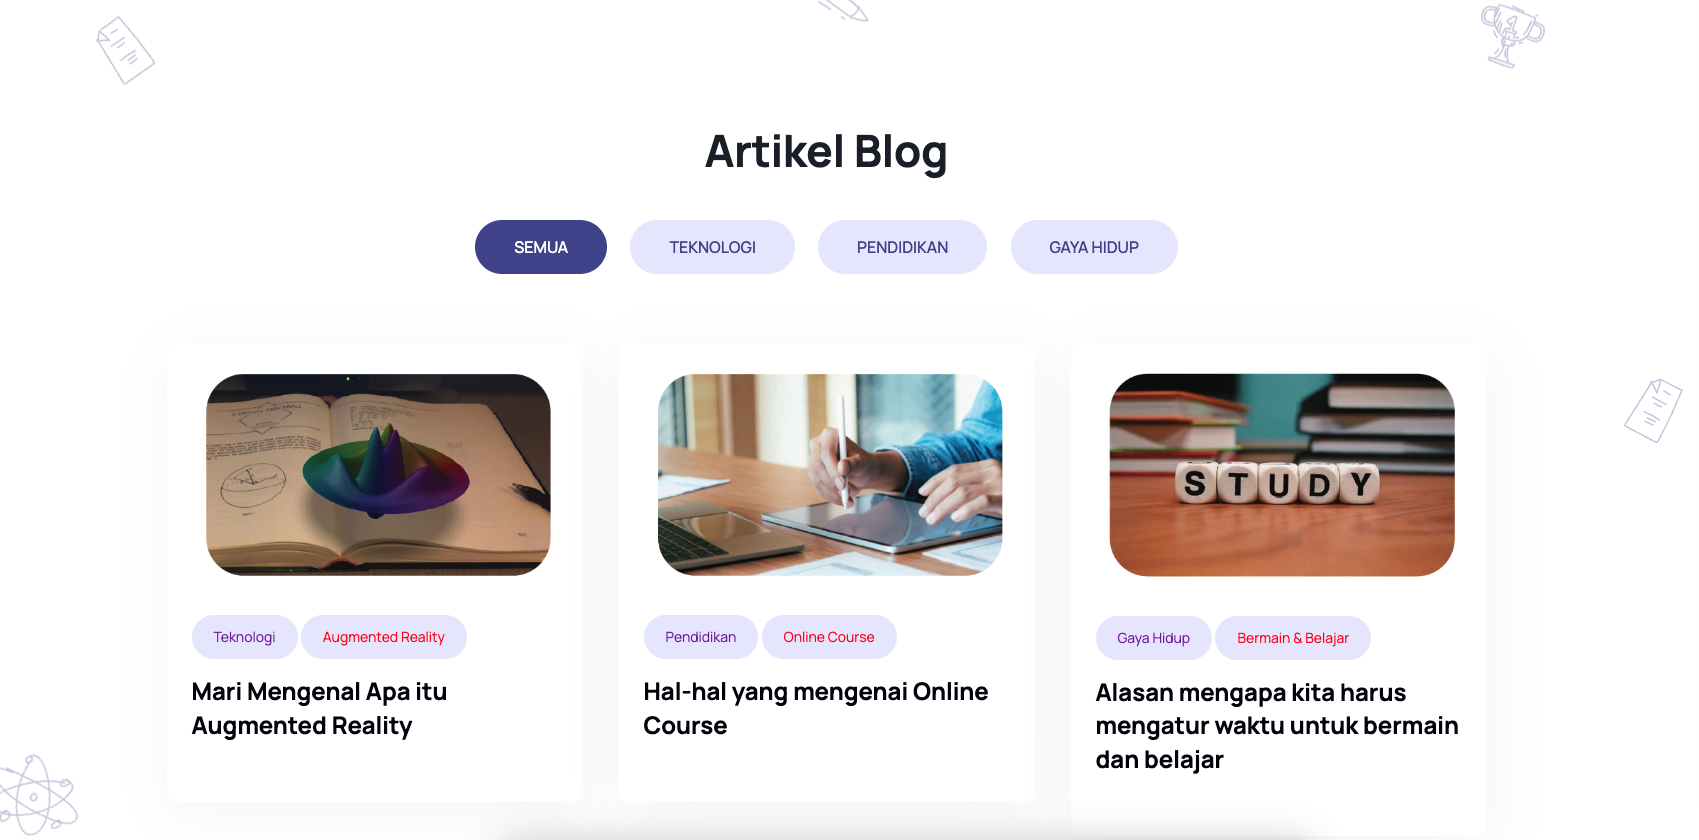 Artikel Blog
SEMUA
TEKNOLOGI
PENDIDIKAN
GAYA HIDUP
A VIRTUAL TRACKBALL
STUDY
Teknologi
Augmented Reality
Pendidikan
Online Course
Gaya Hidup
Bermain & Belajar
Mari Mengenal Apa itu
Augmented Reality
Hal-hal yang mengenai Online
Course
Alasan mengapa kita harus
mengatur waktu untuk bermain
dan belajar